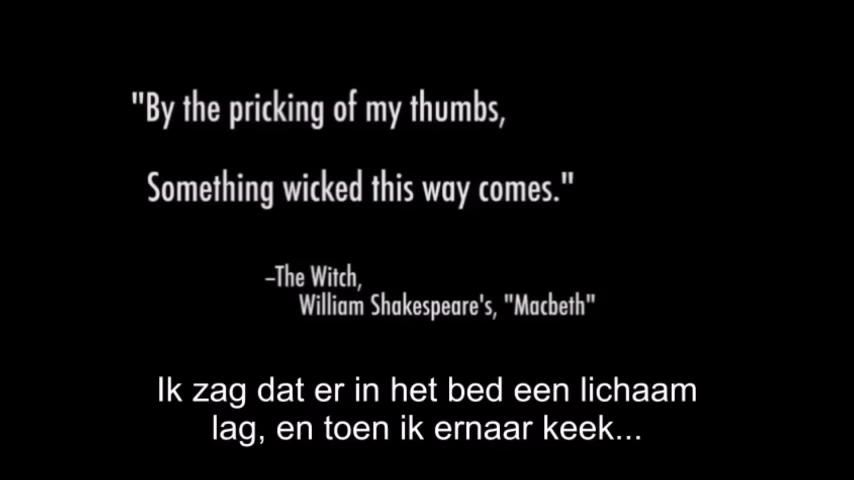 "By the pricking of my thumbs,
Something wicked this way comes."
–The Witch,
William Shakespeare's, "Macbeth"
Ik zag dat er in het bed een lichaam
lag, en toen ik ernaar keek...